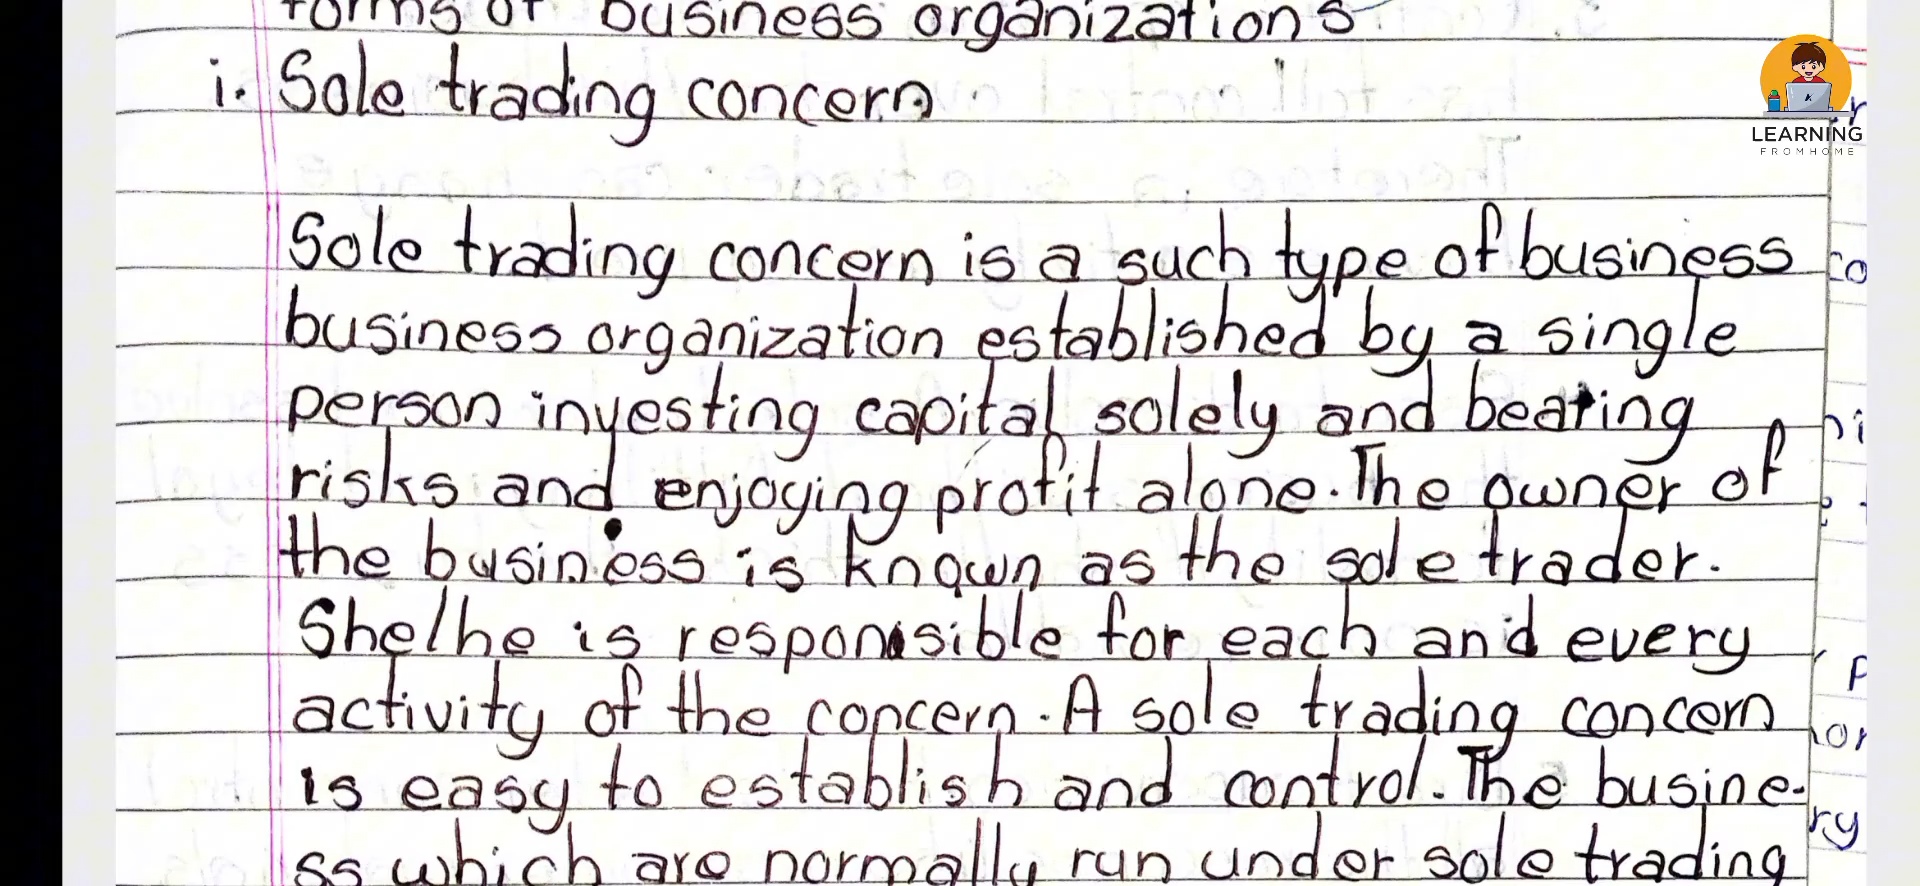 forms of business organizations
i. Sole trading concern
Sole trading concern is a such type of business
business organization established by a single
person investing capital solely and bearing
risks and enjoying profit alone. The owner of
the business is known as the sole trader.
She/he is responsible for each and every
activity of the concern. A sole trading concern
is easy to establish and control. The busine-
ss which are normally run under sole trading
LEARNING
FROMHOME